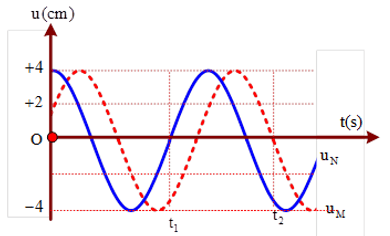 u(cm)
+4
+2
t(s)
O
u_N
−4
t_1
t_2
u_M